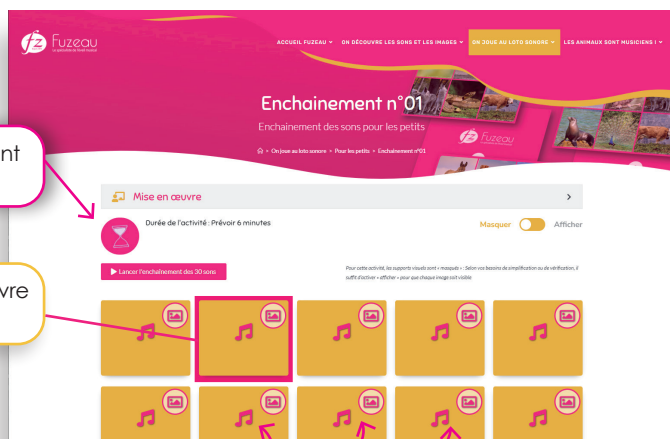 Fuzeau
ACCUEIL FUZEAU
ON DÉCOUVRE LES SONS ET LES IMAGES
ON JOUE AU LOTO SONORE
LES ANIMAUX SONT MUSICIENS !
Enchainement n°01
Enchainement des sons pour les petits
» On joue au loto sonore » Pour les petits » Enchainement n°01
Fuzeau
nt
Mise en œuvre
Durée de l'activité : Prévoir 6 minutes
Masquer
Afficher
vre
Lancer l'enchaînement des 30 sons
Pour cette activité, les supports visuels sont « masqués » : Selon vos besoins de simplification ou de vérification, il
suffit d'activer « afficher » pour que chaque image soit visible